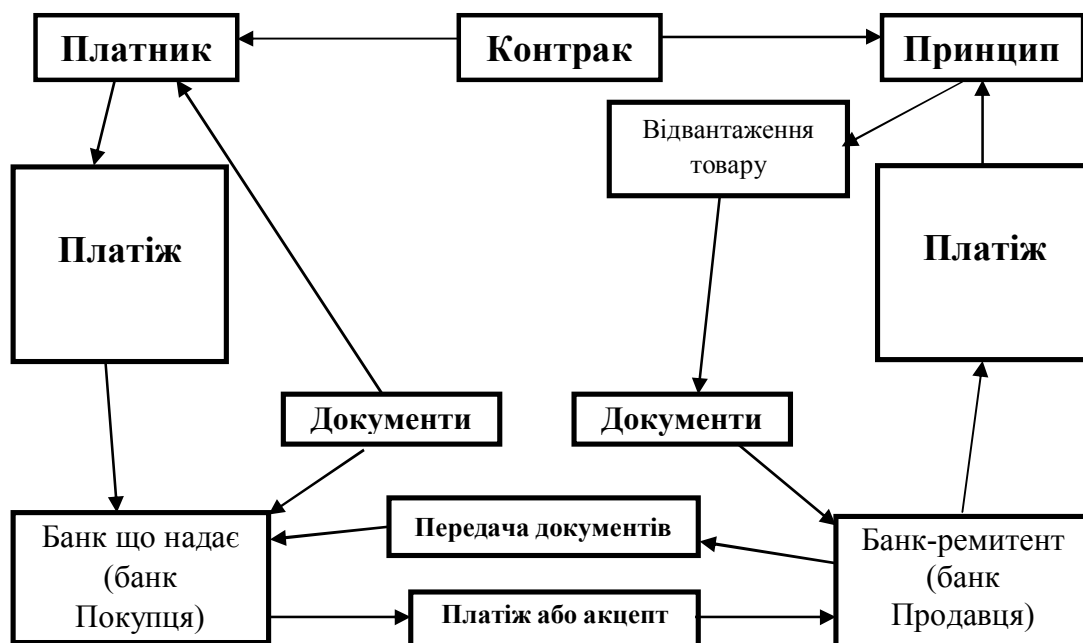 Платник
Контрак
Принцип
Відвантаження
товару
Платіж
Платіж
Документи
Документи
Передача документів
Банк що надає
(банк
Покупця)
Банк-ремитент
(банк
Продавця)
Платіж або акцепт